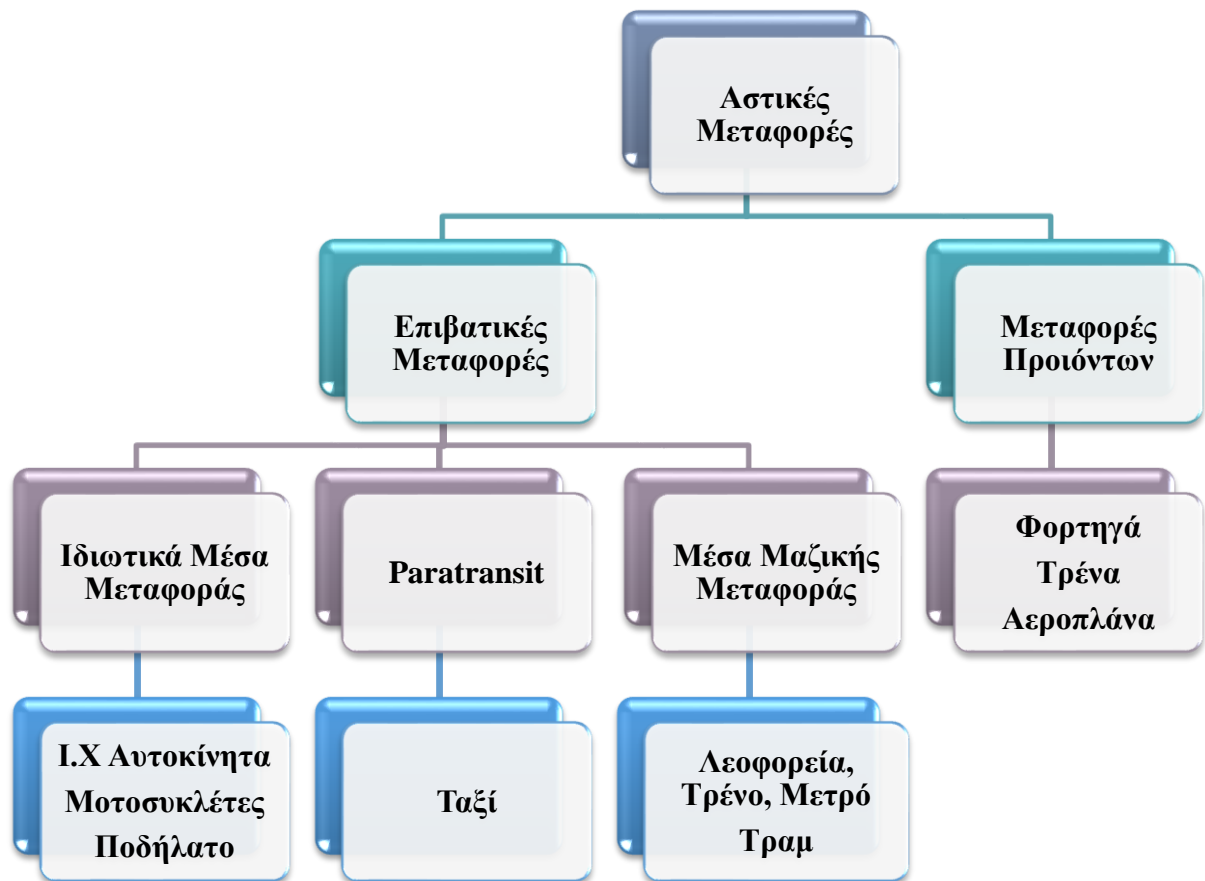 Αστικές
Μεταφορές
Επιβατικές
Μεταφορές
Μεταφορές
Προιόντων
Ιδιωτικά Μέσα
Μεταφοράς
Paratransit
Μέσα Μαζικής
Μεταφοράς
Φορτηγά
Τρένα
Αεροπλάνα
Ι.Χ Αυτοκίνητα
Μοτοσυκλέτες
Ποδήλατο
Ταξί
Λεοφορεία,
Τρένο, Μετρό
Τραμ